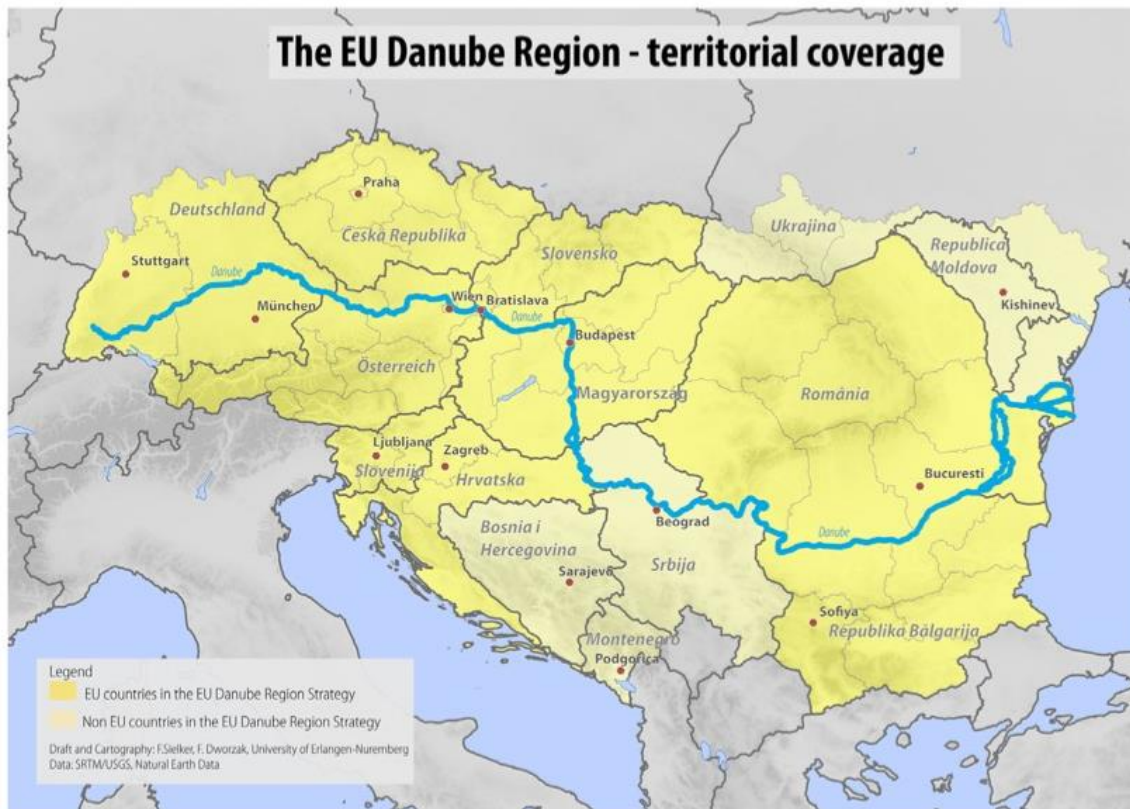 The EU Danube Region - territorial coverage
Praha
Deutschland
Česka Republika
Ukrajina
Republica
Moldova
Slovensko
Stuttgart
Danube
Kishinev
Wien
Bratislava
München
Danube
Budapest
Österreich
Magyarország
România
Ljubljana
Zagreb
Slovenija
Hrvatska
Bucuresti
Beograd
Bosnia i
Hercegovina
Danube
Sarajevo
Srbija
Sofiya
Republika Bălgarija
Montenegro
Podgorica
Legend
EU countries in the EU Danube Region Strategy
Non EU countries in the EU Danube Region Strategy
Draft and Cartography: F.Sielker, F. Dworzak, University of Erlangen-Nuremberg
Data: SRTM/USGS, Natural Earth Data